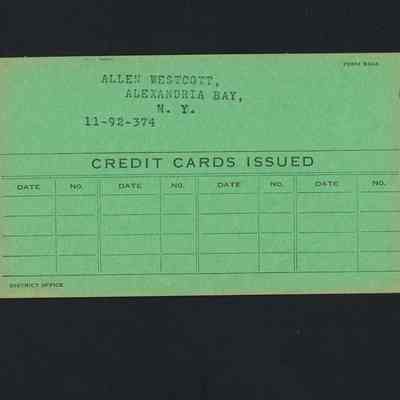 ALLEN WESTCOTT,
ALEXANDRIA BAY,
N. Y.
11-92-374
CREDIT CARDS ISSUED
DATE NO. DATE NO. DATE NO. DATE NO.
DISTRICT OFFICE